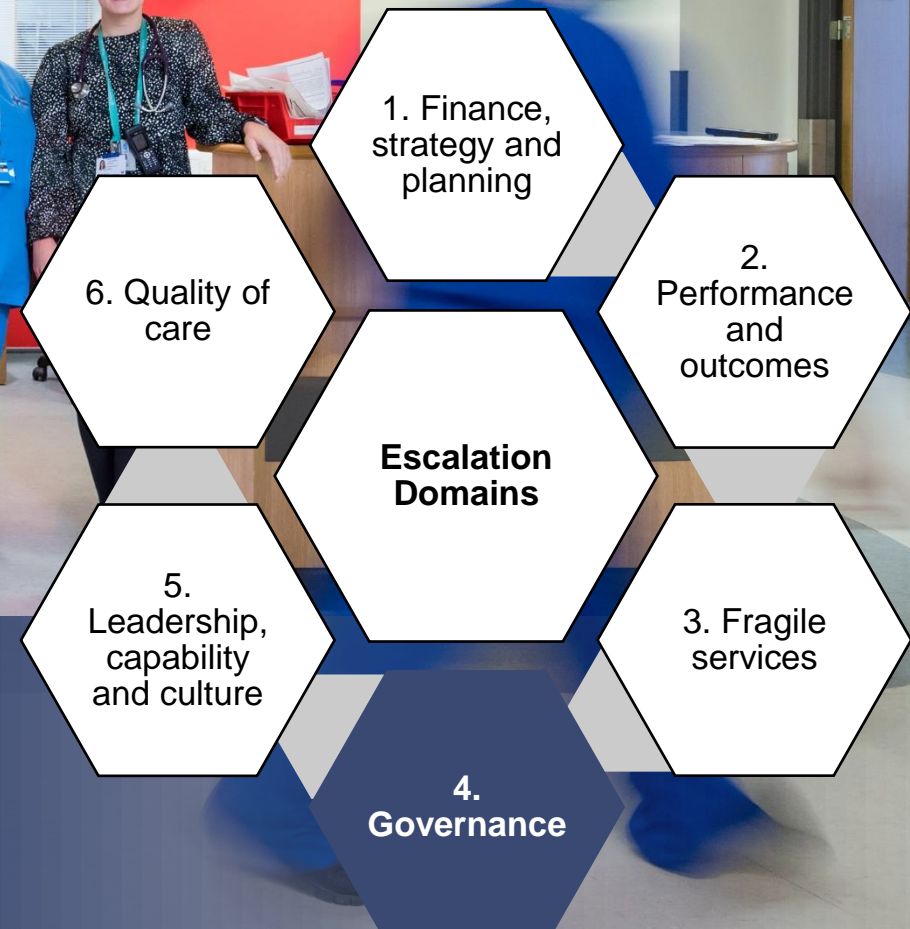 1. Finance,
strategy and
planning
2.
Performance
and
outcomes
3. Fragile
services
4.
Governance
5.
Leadership,
capability
and culture
6. Quality of
care
Escalation
Domains